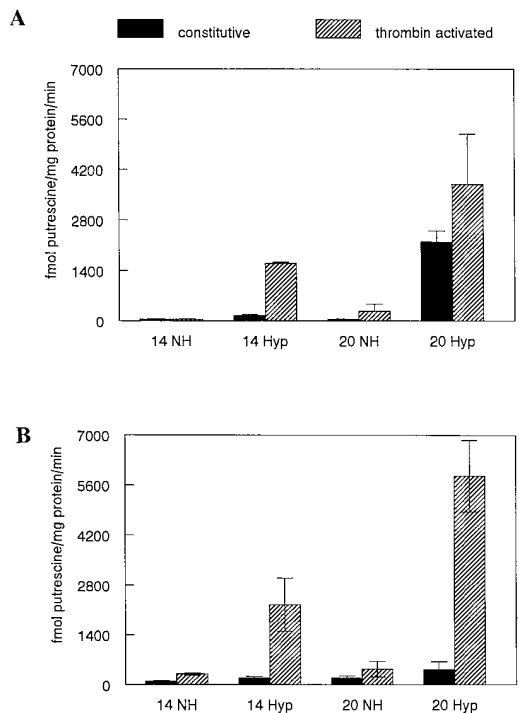 A
constitutive
thrombin activated
fmol putrescine/mg protein/min
7000
5600
4200
2800
1400
0
14 NH
14 Hyp
20 NH
20 Hyp
B
fmol putrescine/mg protein/min
7000
5600
4200
2800
1400
0
14 NH
14 Hyp
20 NH
20 Hyp